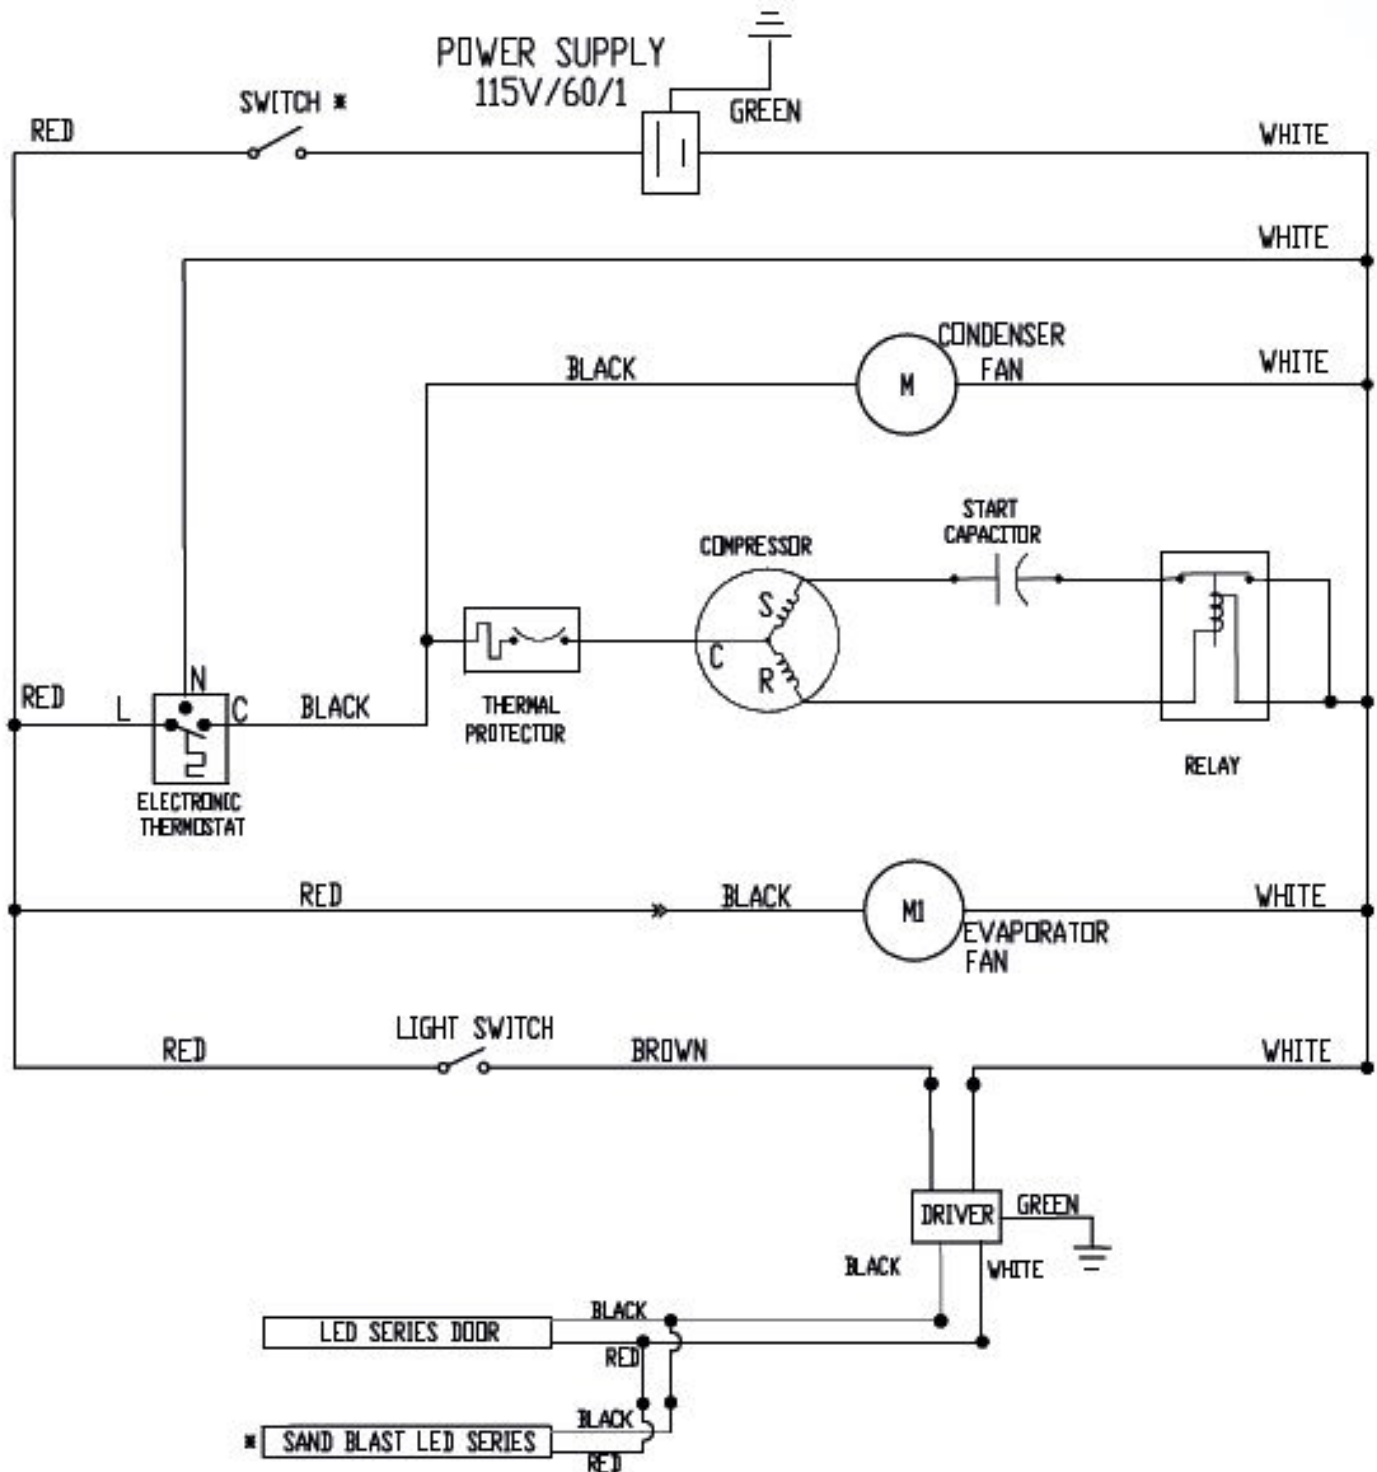 POWER SUPPLY
115V/60/1
SWITCH *
RED
GREEN
WHITE
WHITE
CONDENSER
FAN
BLACK
M
WHITE
START
CAPACITOR
COMPRESSOR
S
C
R
THERMAL
PROTECTOR
RELAY
RED
L
N
C
BLACK
ELECTRONIC
THERMOSTAT
RED
BLACK
M1
EVAPORATOR
FAN
WHITE
RED
LIGHT SWITCH
BROWN
WHITE
DRIVER
GREEN
BLACK
WHITE
BLACK
LED SERIES DOOR
RED
BLACK
* SAND BLAST LED SERIES
RED